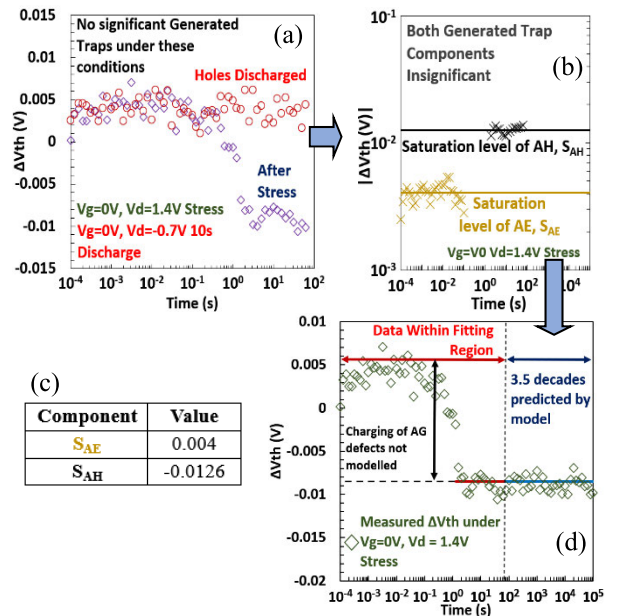 0.015
0.01
0.005
0
-0.005
-0.01
-0.015
ΔVth (V)
No significant Generated
Traps under these
conditions
(a)
Holes Discharged
After
Stress
Vg=0V, Vd=1.4V Stress
Vg=0V, Vd=-0.7V 10s
Discharge
10-4 10-3 10-2 10-1 100 101 102
Time (s)
10-1
10-2
10-3
|ΔVth (V)|
Both Generated Trap
Components
Insignificant
(b)
Saturation level of AH, SAH
Saturation
level of AE, SAE
Vg=V0 Vd=1.4V Stress
10-4 10-2 100 102 104
Time (s)
(c)
Component Value
SAE 0.004
SAH -0.0126
0.01
0.005
0
-0.005
-0.01
-0.015
-0.02
ΔVth (V)
Data Within Fitting
Region
3.5 decades
predicted by
model
Charging of AG
defects not
modelled
Measured ΔVth under
Vg=0V, Vd = 1.4V
Stress
(d)
10-4 10-3 10-2 10-1 100 101 102 103 104 105
Time (s)